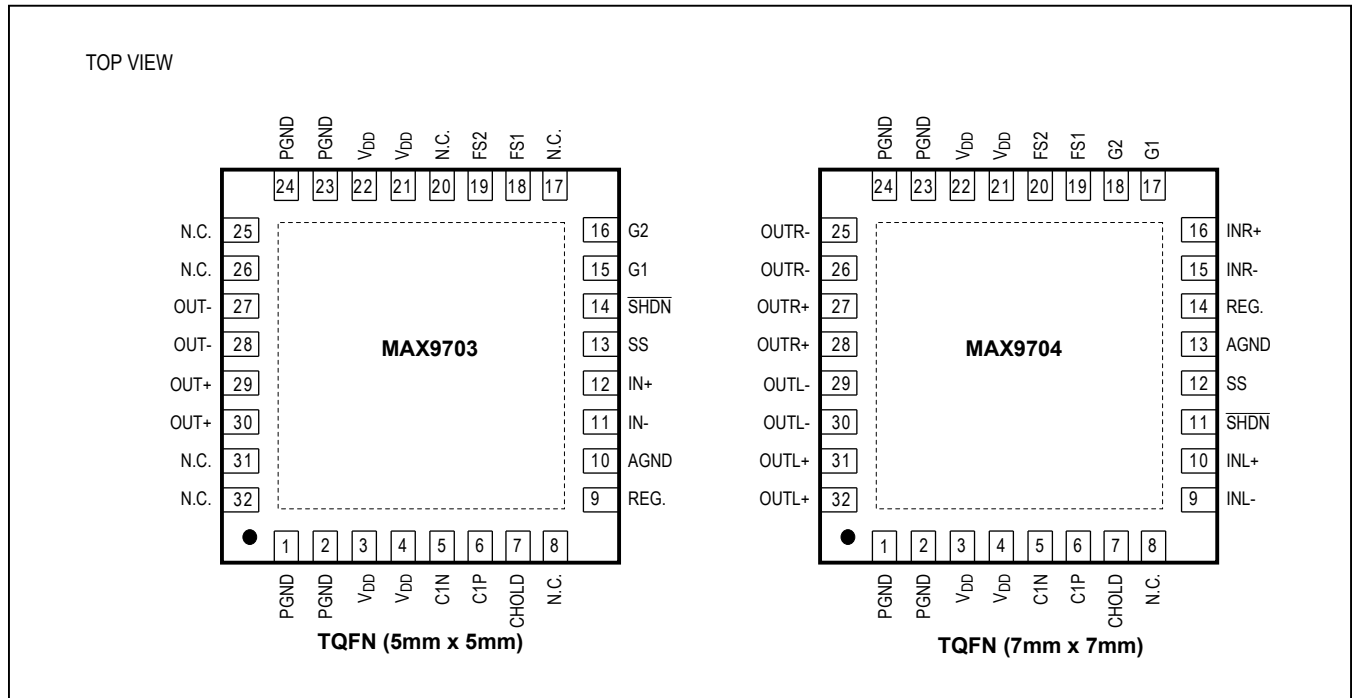 TOP VIEW
PGND PGND VDD VDD N.C. FS2 FS1 N.C.
24 23 22 21 20 19 18 17
N.C. 25
N.C. 26
OUT- 27
OUT- 28
OUT+ 29
OUT+ 30
N.C. 31
N.C. 32
MAX9703
16 G2
15 G1
14 SHDN
13 SS
12 IN+
11 IN-
10 AGND
9 REG.
1 2 3 4 5 6 7 8
PGND PGND VDD VDD C1N C1P CHOLD N.C.
TQFN (5mm x 5mm)
PGND PGND VDD VDD FS2 FS1 G2 G1
24 23 22 21 20 19 18 17
OUTR- 25
OUTR- 26
OUTR+ 27
OUTR+ 28
OUTL- 29
OUTL- 30
OUTL+ 31
OUTL+ 32
MAX9704
16 INR+
15 INR-
14 REG.
13 AGND
12 SS
11 SHDN
10 INL+
9 INL-
1 2 3 4 5 6 7 8
PGND PGND VDD VDD C1N C1P CHOLD N.C.
TQFN (7mm x 7mm)